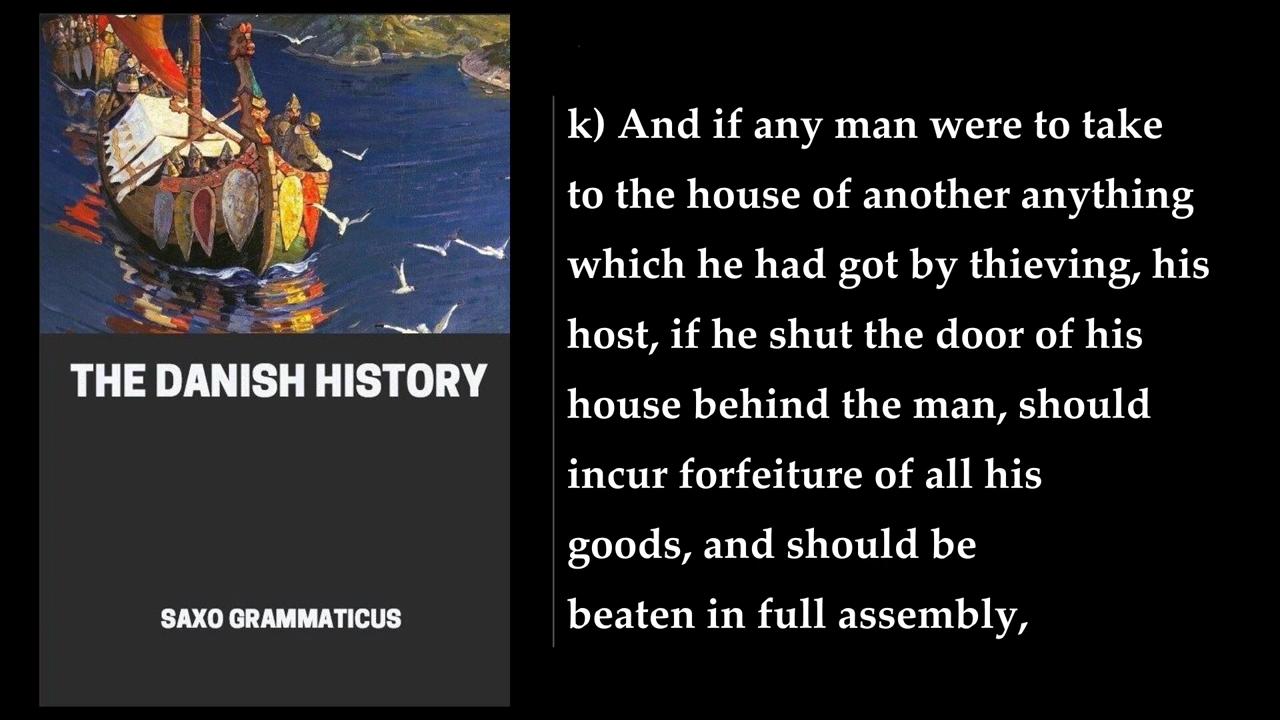 THE DANISH HISTORY
SAXO GRAMMATICUS
k) And if any man were to take
to the house of another anything
which he had got by thieving, his
host, if he shut the door of his
house behind the man, should
incur forfeiture of all his
goods, and should be
beaten in full assembly,